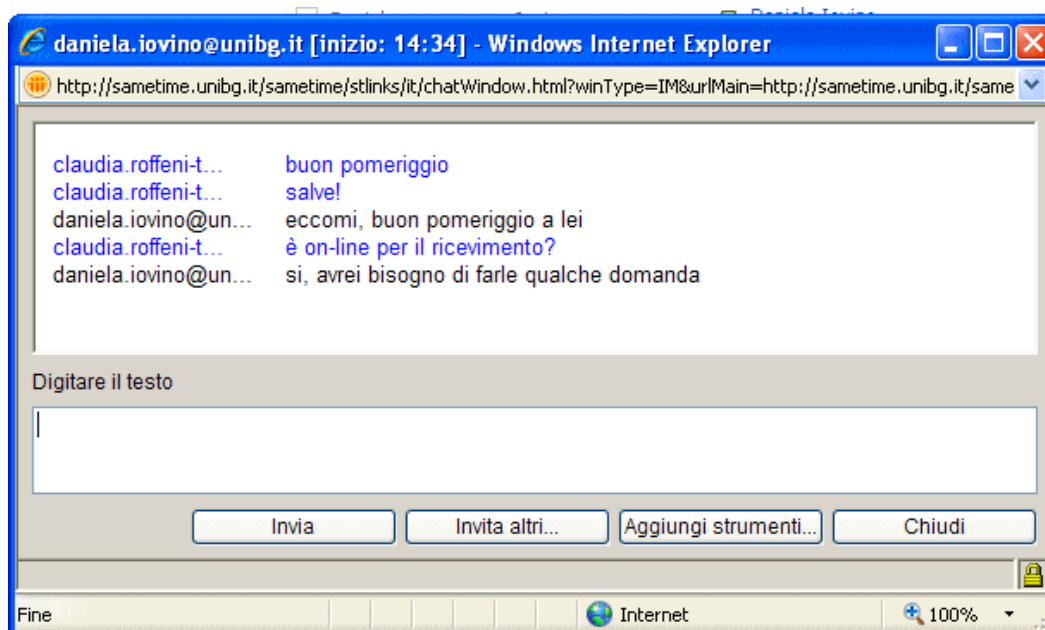 Daniela Iovino
daniela.iovino@unibg.it [inizio: 14:34] - Windows Internet Explorer
http://sametime.unibg.it/sametime/stlinks/it/chatWindow.html?winType=IM&urlMain=http://sametime.unibg.it/same
claudia.roffeni-t... buon pomeriggio
claudia.roffeni-t... salve!
daniela.iovino@un... eccomi, buon pomeriggio a lei
claudia.roffeni-t... è on-line per il ricevimento?
daniela.iovino@un... si, avrei bisogno di farle qualche domanda
Digitare il testo
Invia Invita altri... Aggiungi strumenti... Chiudi
Fine Internet 100%